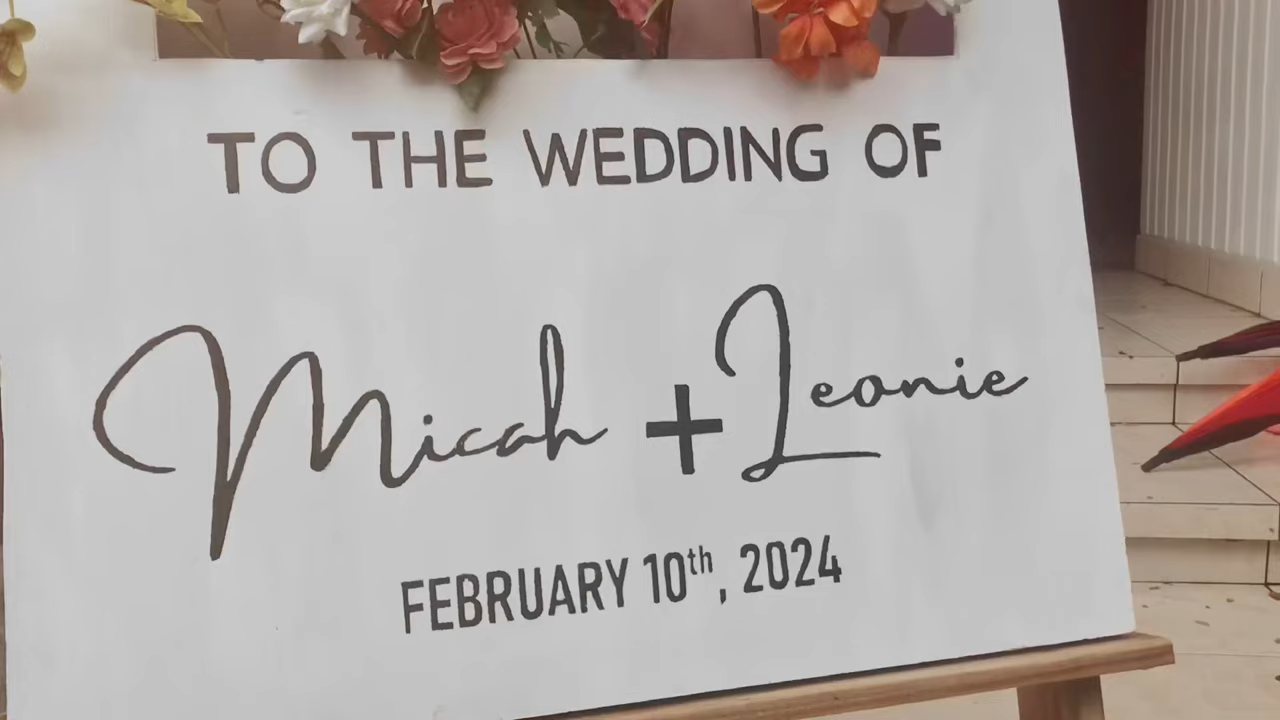 TO THE WEDDING OF
Micah + Leonie
FEBRUARY 10th, 2024